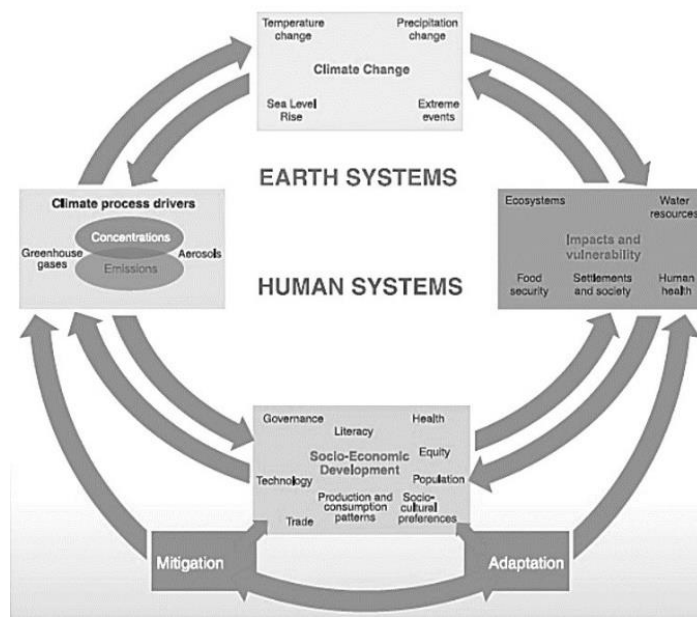 Temperature change
Precipitation change
Climate Change
Sea Level Rise
Extreme events
EARTH SYSTEMS
Climate process drivers
Concentrations
Greenhouse gases
Aerosols
Emissions
Ecosystems
Water resources
Impacts and vulnerability
Food security
Settlements and society
Human health
HUMAN SYSTEMS
Governance
Literacy
Health
Socio-Economic Development
Equity
Technology
Population
Production and consumption patterns
Socio-cultural preferences
Trade
Mitigation
Adaptation